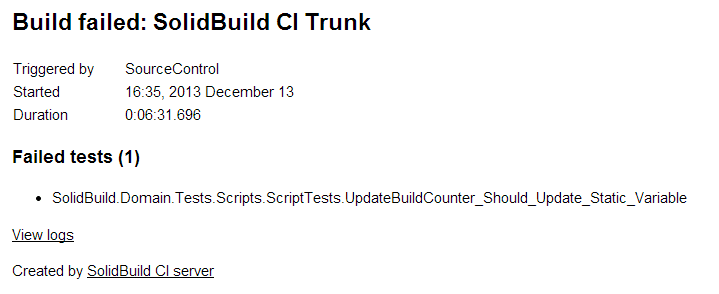 Build failed: SolidBuild CI Trunk
Triggered by SourceControl
Started 16:35, 2013 December 13
Duration 0:06:31.696
Failed tests (1)
• SolidBuild.Domain.Tests.Scripts.ScriptTests.UpdateBuildCounter_Should_Update_Static_Variable
View logs
Created by SolidBuild CI server